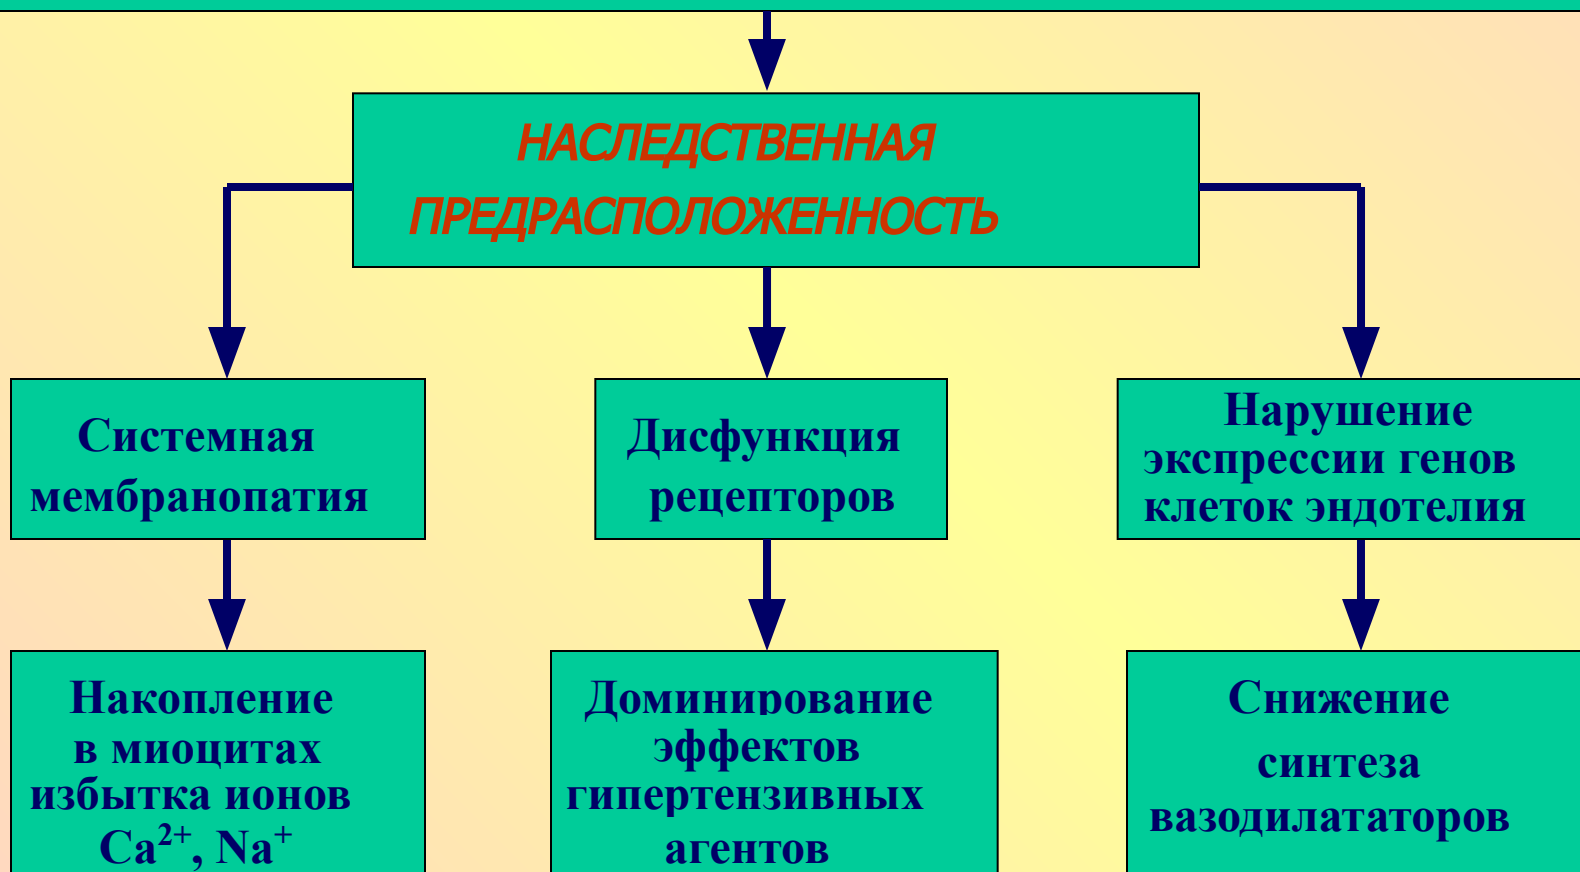 НАСЛЕДСТВЕННАЯ
ПРЕДРАСПОЛОЖЕННОСТЬ
Системная
мембранопатия
Дисфункция
рецепторов
Нарушение
экспрессии генов
клеток эндотелия
Накопление
в миоцитах
избытка ионов
Ca²⁺, Na⁺
Доминирование
эффектов
гипертензивных
агентов
Снижение
синтеза
вазодилататоров